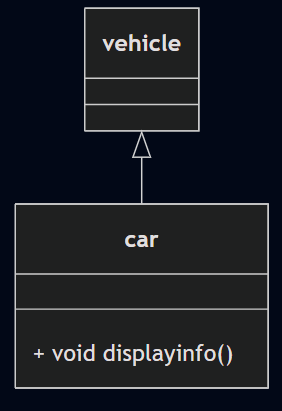 vehicle
car
+ void displayinfo()